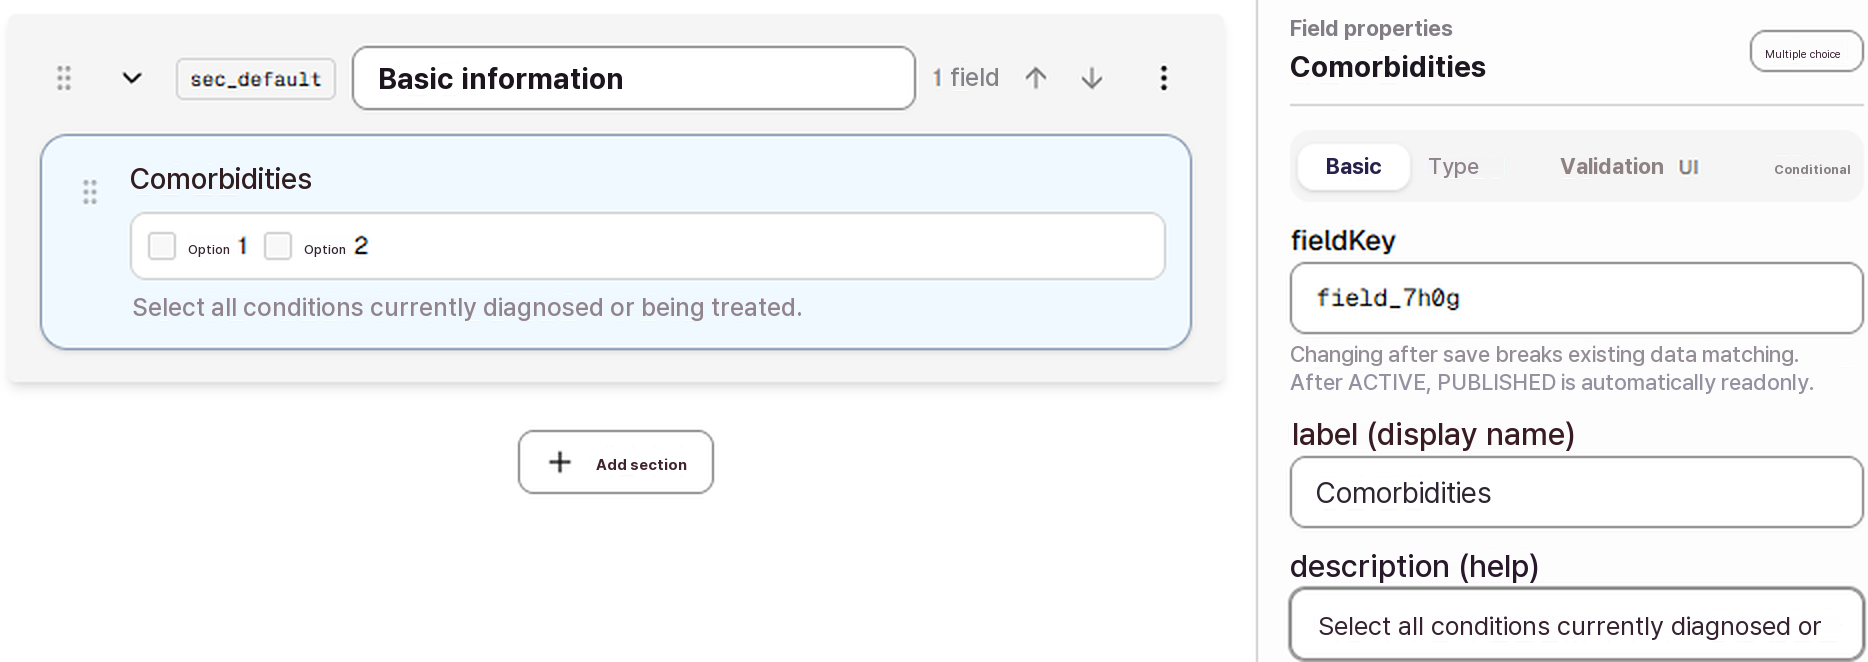 sec_default
Basic information
1 field
Comorbidities
Option 1 Option 2
Select all conditions currently diagnosed or being treated.
Add section
Field properties
Comorbidities
Multiple choice
Basic Type Validation UI Conditional
fieldKey
field_7h0g
Changing after save breaks existing data matching.
After ACTIVE, PUBLISHED is automatically readonly.
label (display name)
Comorbidities
description (help)
Select all conditions currently diagnosed or